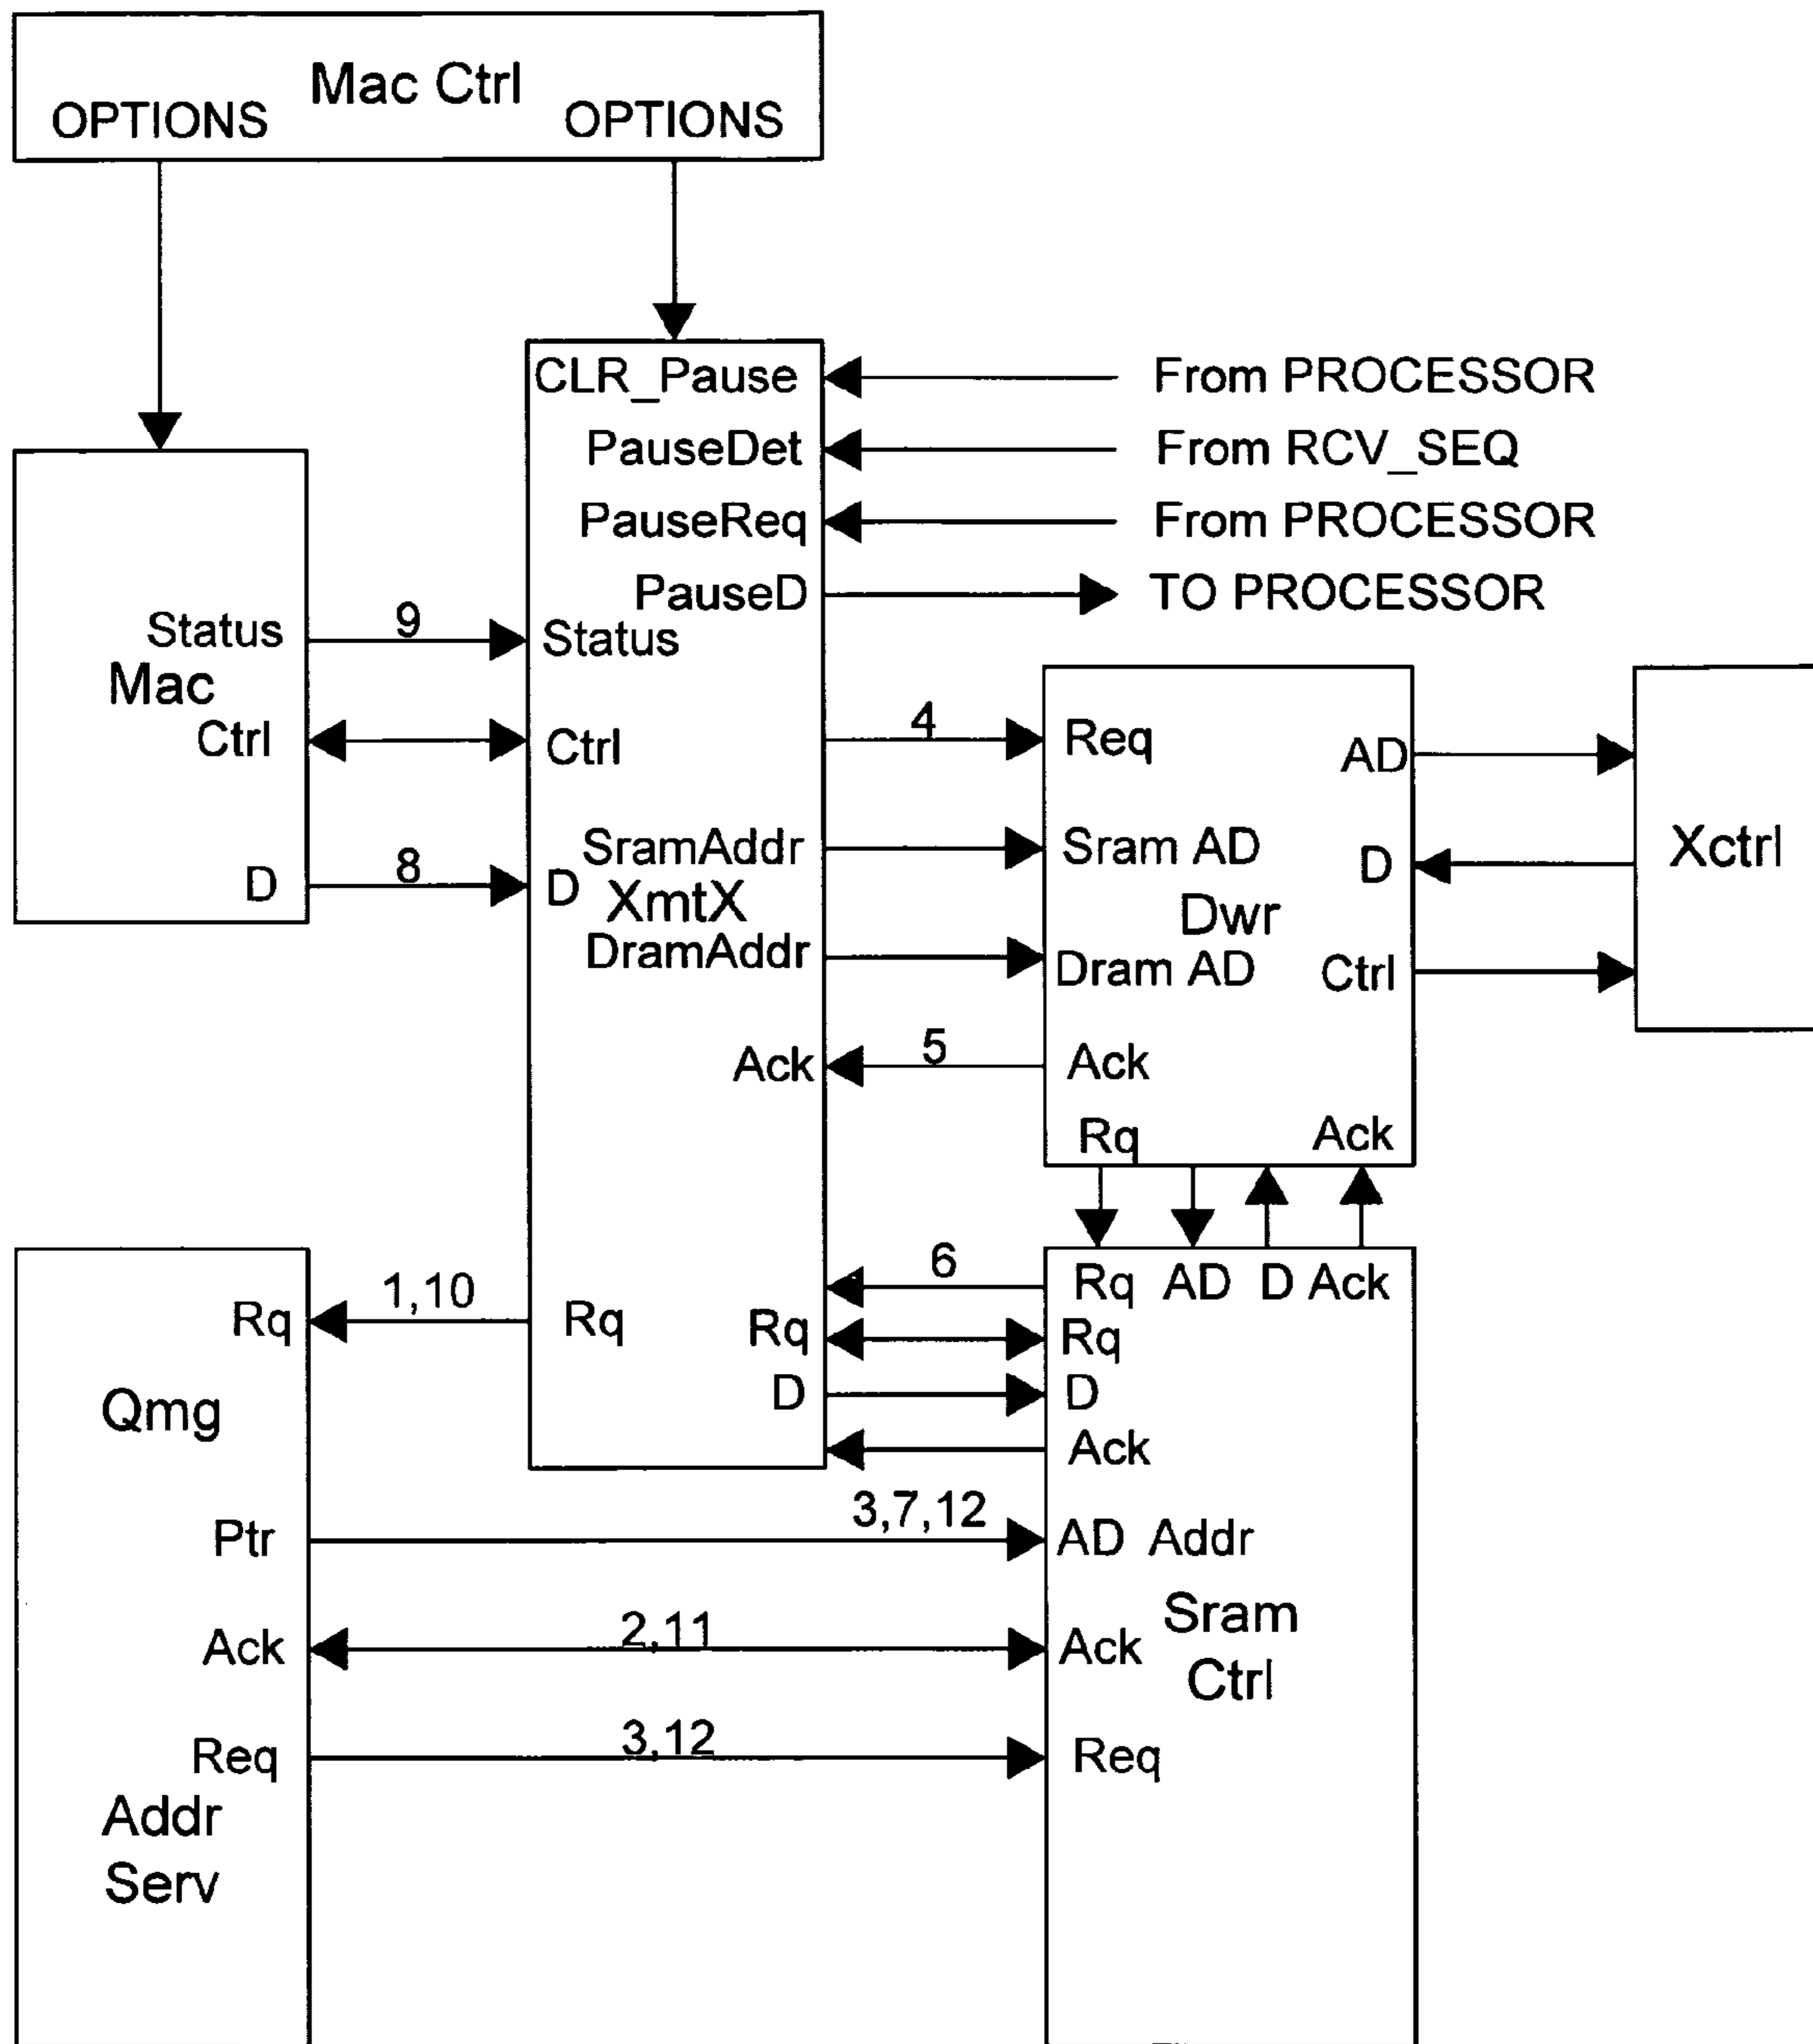 Mac Ctrl
OPTIONS OPTIONS
CLR_Pause From PROCESSOR
PauseDet From RCV_SEQ
PauseReq From PROCESSOR
PauseD TO PROCESSOR
Status 9 Status
Mac
Ctrl Ctrl 4 Req AD
D 8 D SramAddr Sram AD D Xctrl
XmtX Dwr
DramAddr Dram AD Ctrl
Ack 5 Ack
Rq Ack
6 Rq AD D Ack
Rq 1,10 Rq Rq Rq
Qmg D D
Ack
3,7,12
Ptr AD Addr
Sram
Ack 2,11 Ack
Ctrl
Req 3,12 Req
Addr
Serv